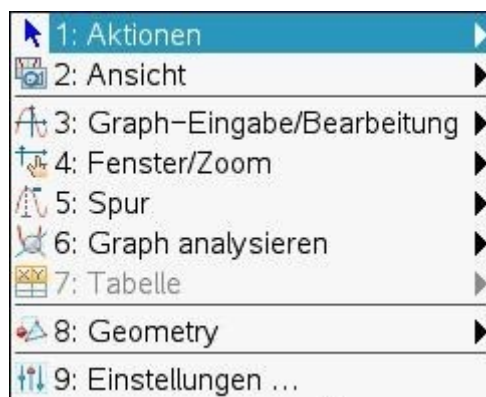 1: Aktionen
2: Ansicht
3: Graph-Eingabe/Bearbeitung
4: Fenster/Zoom
5: Spur
6: Graph analysieren
7: Tabelle
8: Geometry
9: Einstellungen ...